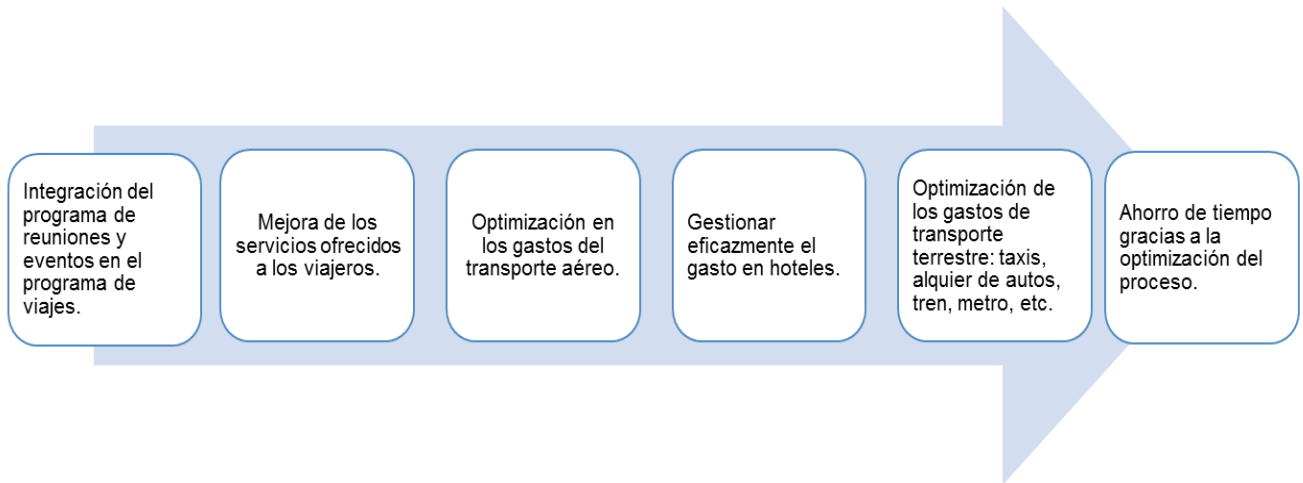 Integración del
programa de
reuniones y
eventos en el
programa de
viajes.
Mejora de los
servicios ofrecidos
a los viajeros.
Optimización en
los gastos del
transporte aéreo.
Gestionar
eficazmente el
gasto en hoteles.
Optimización de
los gastos de
transporte
terrestre: taxis,
alquier de autos,
tren, metro, etc.
Ahorro de tiempo
gracias a la
optimización del
proceso.